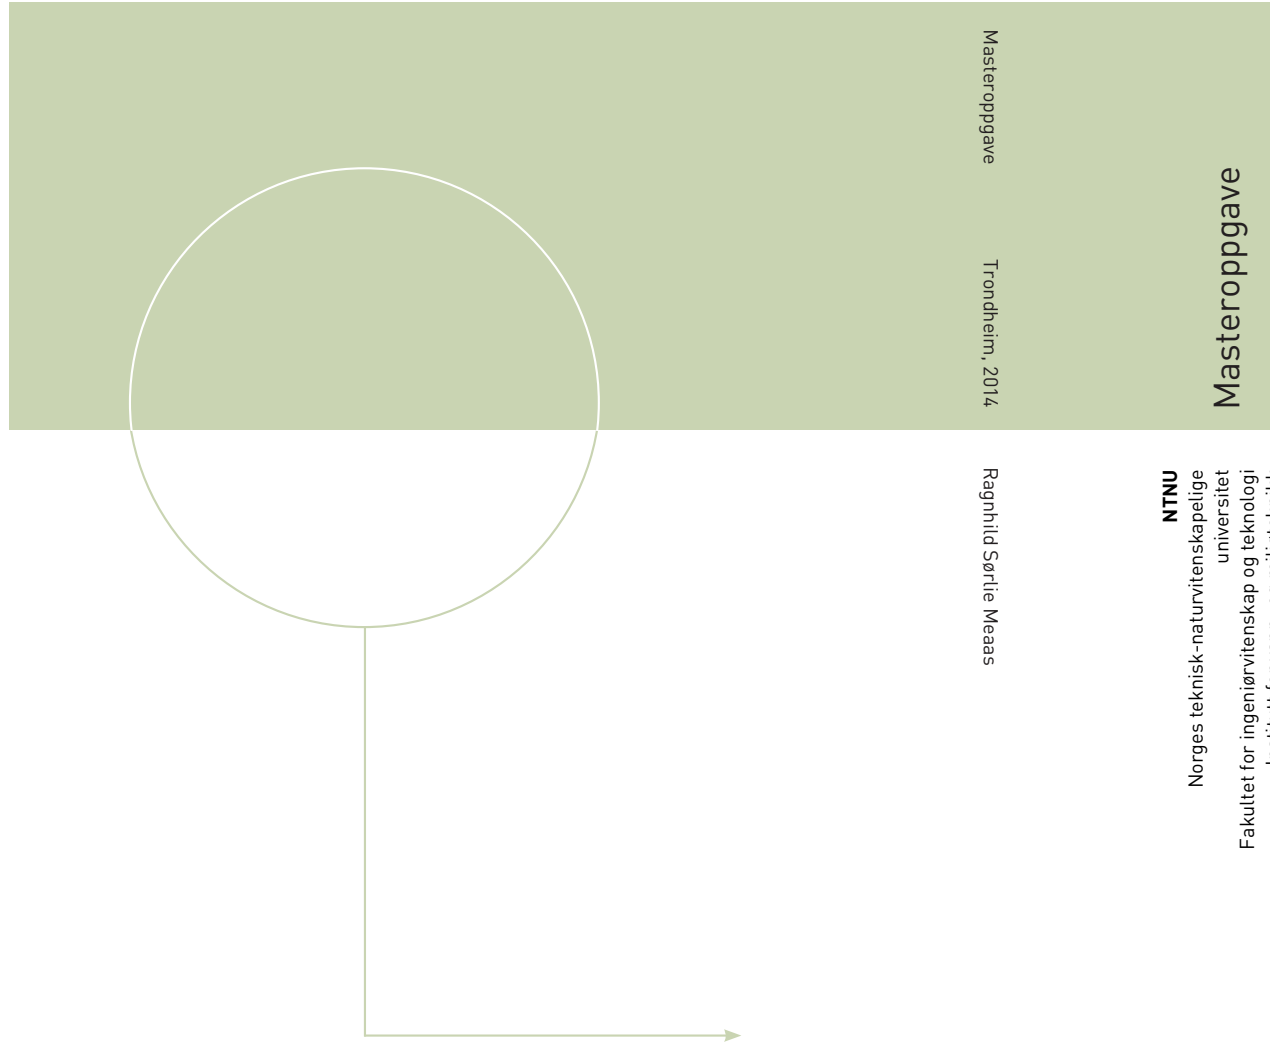 Masteroppgave
Trondheim, 2014
Ragnhild Sørlie Meaas
Masteroppgave
NTNU
Norges teknisk-naturvitenskapelige
universitet
Fakultet for ingeniørvitenskap og teknologi